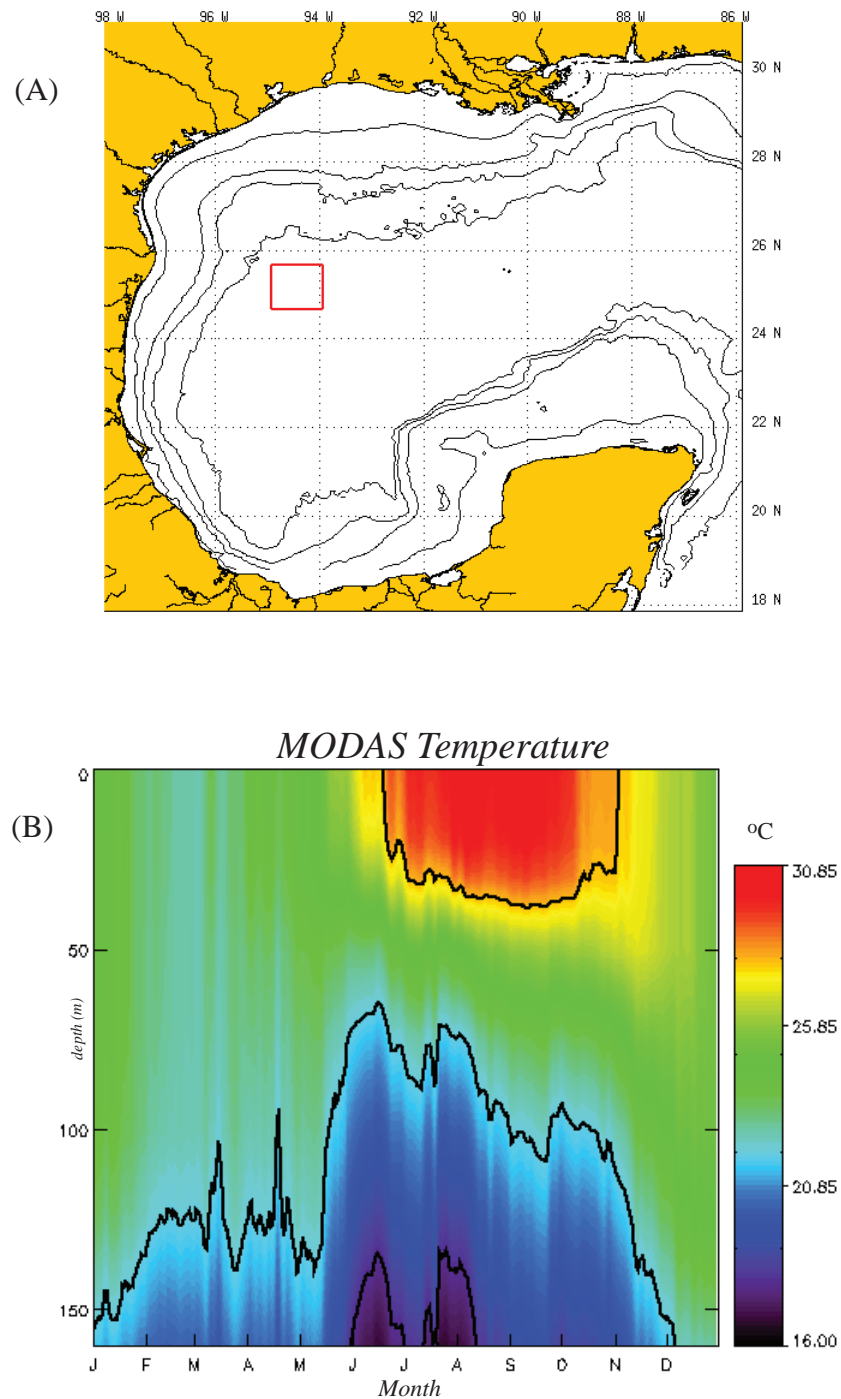 98 W 96 W 94 W 92 W 90 W 88 W 86 W
(A)
30 N
28 N
26 N
24 N
22 N
20 N
18 N
MODAS Temperature
(B)
0
50
100
150
depth (m)
J F M A M J J A S O N D
Month
°C
30.85
25.85
20.85
16.00